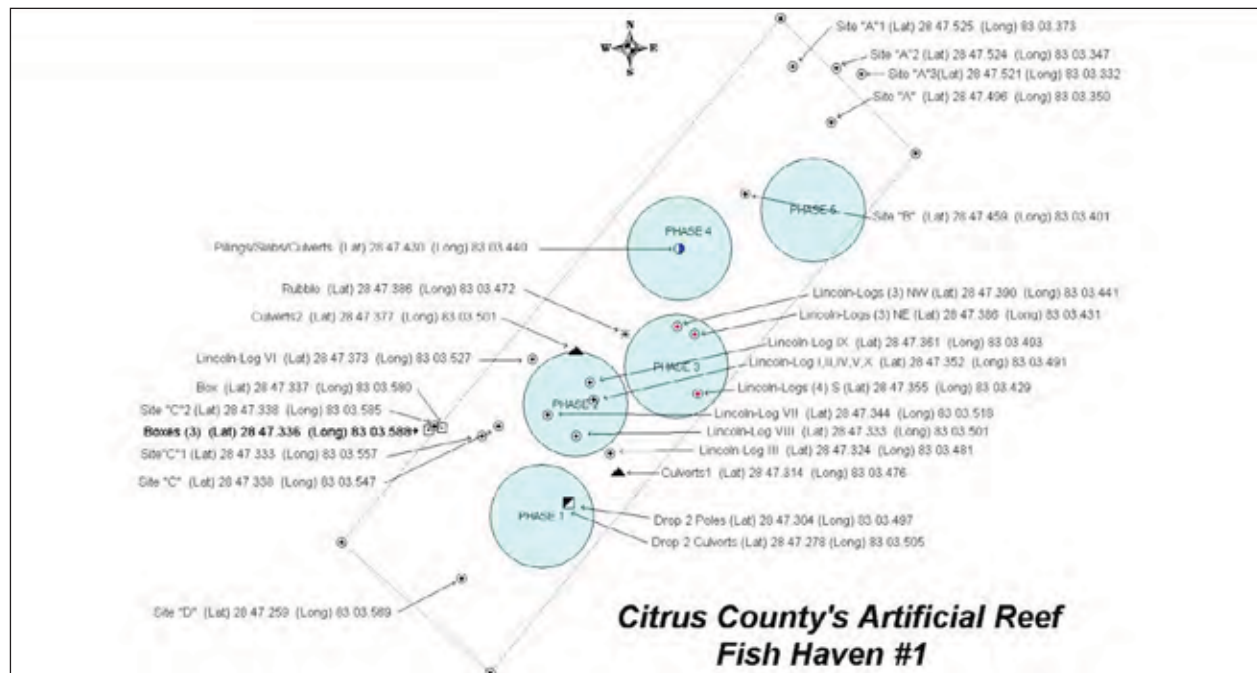 N
W E
S
Site "A"1 (Lat) 28 47.525 (Long) 83 03.373
Site "A"2 (Lat) 28 47.524 (Long) 83 03.347
Site "A"3(Lat) 28 47.521 (Long) 83 03.332
Site "A" (Lat) 28 47.496 (Long) 83 03.350
PHASE 5
Site "B" (Lat) 28 47.459 (Long) 83 03.401
PHASE 4
Pilings/Slabs/Culverts (Lat) 28 47.430 (Long) 83 03.440
Rubble (Lat) 28 47.386 (Long) 83 03.472
Culverts2 (Lat) 28 47.377 (Long) 83 03.501
Lincoln-Log VI (Lat) 28 47.373 (Long) 83 03.527
Box (Lat) 28 47.337 (Long) 83 03.580
Site "C"2 (Lat) 28 47.338 (Long) 83 03.585
Boxes (3) (Lat) 28 47.336 (Long) 83 03.588
Site"C"1 (Lat) 28 47.333 (Long) 83 03.557
Site "C" (Lat) 28 47.338 (Long) 83 03.547
Lincoln-Logs (3) NW (Lat) 28 47.390 (Long) 83 03.441
Lincoln-Logs (3) NE (Lat) 28 47.386 (Long) 83 03.431
Lincoln-Log IX (Lat) 28 47.361 (Long) 83 03.493
Lincoln-Log I,II,IV,V,X (Lat) 28 47.352 (Long) 83 03.491
PHASE 3
Lincoln-Logs (4) S (Lat) 28 47.355 (Long) 83 03.429
PHASE 2
Lincoln-Log VII (Lat) 28 47.344 (Long) 83 03.518
Lincoln-Log VIII (Lat) 28 47.333 (Long) 83 03.501
Lincoln-Log III (Lat) 28 47.324 (Long) 83 03.481
Culverts1 (Lat) 28 47.314 (Long) 83 03.476
PHASE 1
Drop 2 Poles (Lat) 28 47.304 (Long) 83 03.497
Drop 2 Culverts (Lat) 28 47.278 (Long) 83 03.505
Site "D" (Lat) 28 47.259 (Long) 83 03.569
Citrus County's Artificial Reef
Fish Haven #1